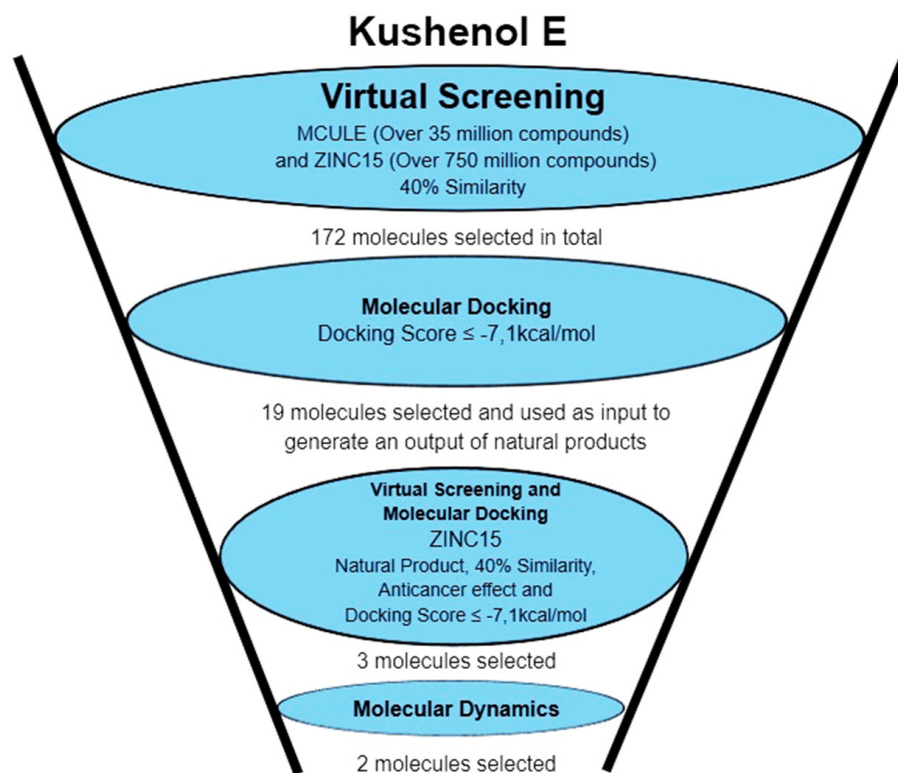 Kushenol E
Virtual Screening
MCULE (Over 35 million compounds)
and ZINC15 (Over 750 million compounds)
40% Similarity
172 molecules selected in total
Molecular Docking
Docking Score ≤ -7,1kcal/mol
19 molecules selected and used as input to
generate an output of natural products
Virtual Screening and
Molecular Docking
ZINC15
Natural Product, 40% Similarity,
Anticancer effect and
Docking Score ≤ -7,1kcal/mol
3 molecules selected
Molecular Dynamics
2 molecules selected